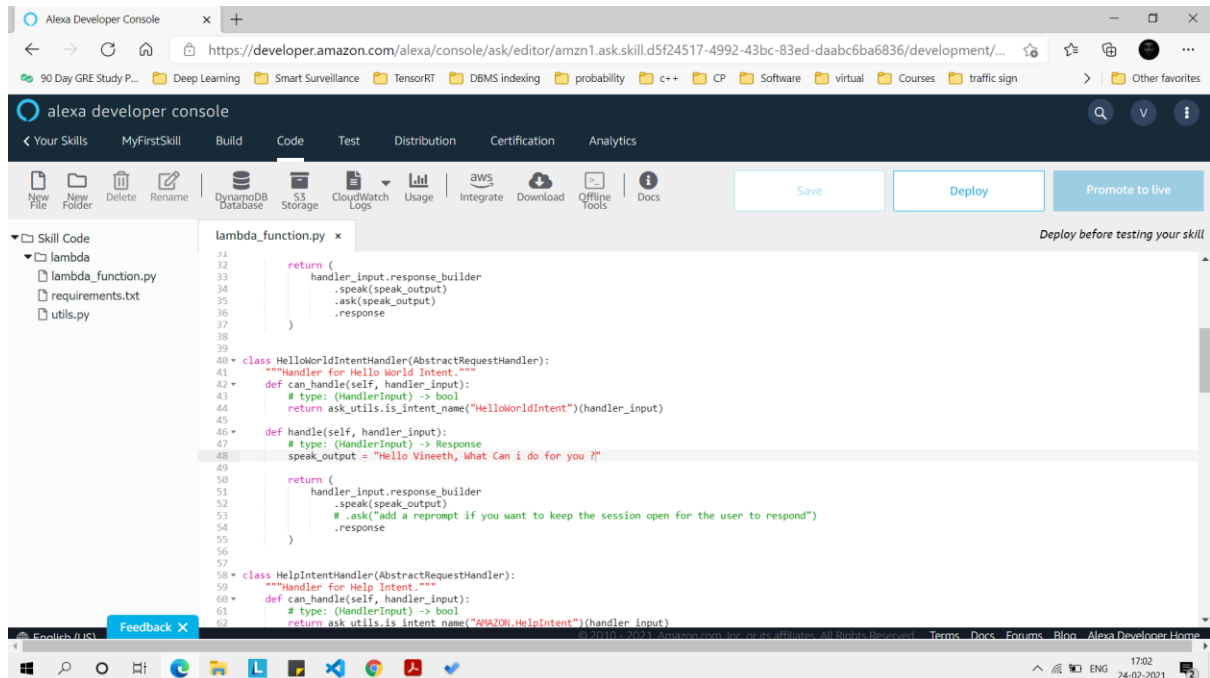 Alexa Developer Console
https://developer.amazon.com/alexa/console/ask/editor/amzn1.ask.skill.d5f24517-4992-43bc-83ed-daabc6ba6836/development/...
90 Day GRE Study P... Deep Learning Smart Surveillance TensorRT DBMS indexing probability c++ CP Software virtual Courses traffic sign Other favorites
alexa developer console V
Your Skills MyFirstSkill Build Code Test Distribution Certification Analytics
New File New Folder Delete Rename DynamoDB Database S3 Storage CloudWatch Logs Usage aws Integrate Download Offline Tools Docs Save Deploy Promote to live
Skill Code
lambda
lambda_function.py
requirements.txt
utils.py
lambda_function.py × Deploy before testing your skill
31
32 return (
33 handler_input.response_builder
34 .speak(speak_output)
35 .ask(speak_output)
36 .response
37 )
38
39
40 class HelloWorldIntentHandler(AbstractRequestHandler):
41 """Handler for Hello World Intent."""
42 def can_handle(self, handler_input):
43 # type: (HandlerInput) -> bool
44 return ask_utils.is_intent_name("HelloWorldIntent")(handler_input)
45
46 def handle(self, handler_input):
47 # type: (HandlerInput) -> Response
48 speak_output = "Hello Vineeth, What Can i do for you ?"
49
50 return (
51 handler_input.response_builder
52 .speak(speak_output)
53 # .ask("add a reprompt if you want to keep the session open for the user to respond")
54 .response
55 )
56
57
58 class HelpIntentHandler(AbstractRequestHandler):
59 """Handler for Help Intent."""
60 def can_handle(self, handler_input):
61 # type: (HandlerInput) -> bool
62 return ask_utils.is_intent_name("AMAZON.HelpIntent")(handler_input)
Feedback X
English (US) © 2010 - 2021, Amazon.com, Inc. or its affiliates. All Rights Reserved. Terms Docs Forums Blog Alexa Developer Home
ENG 17:02
24-02-2021